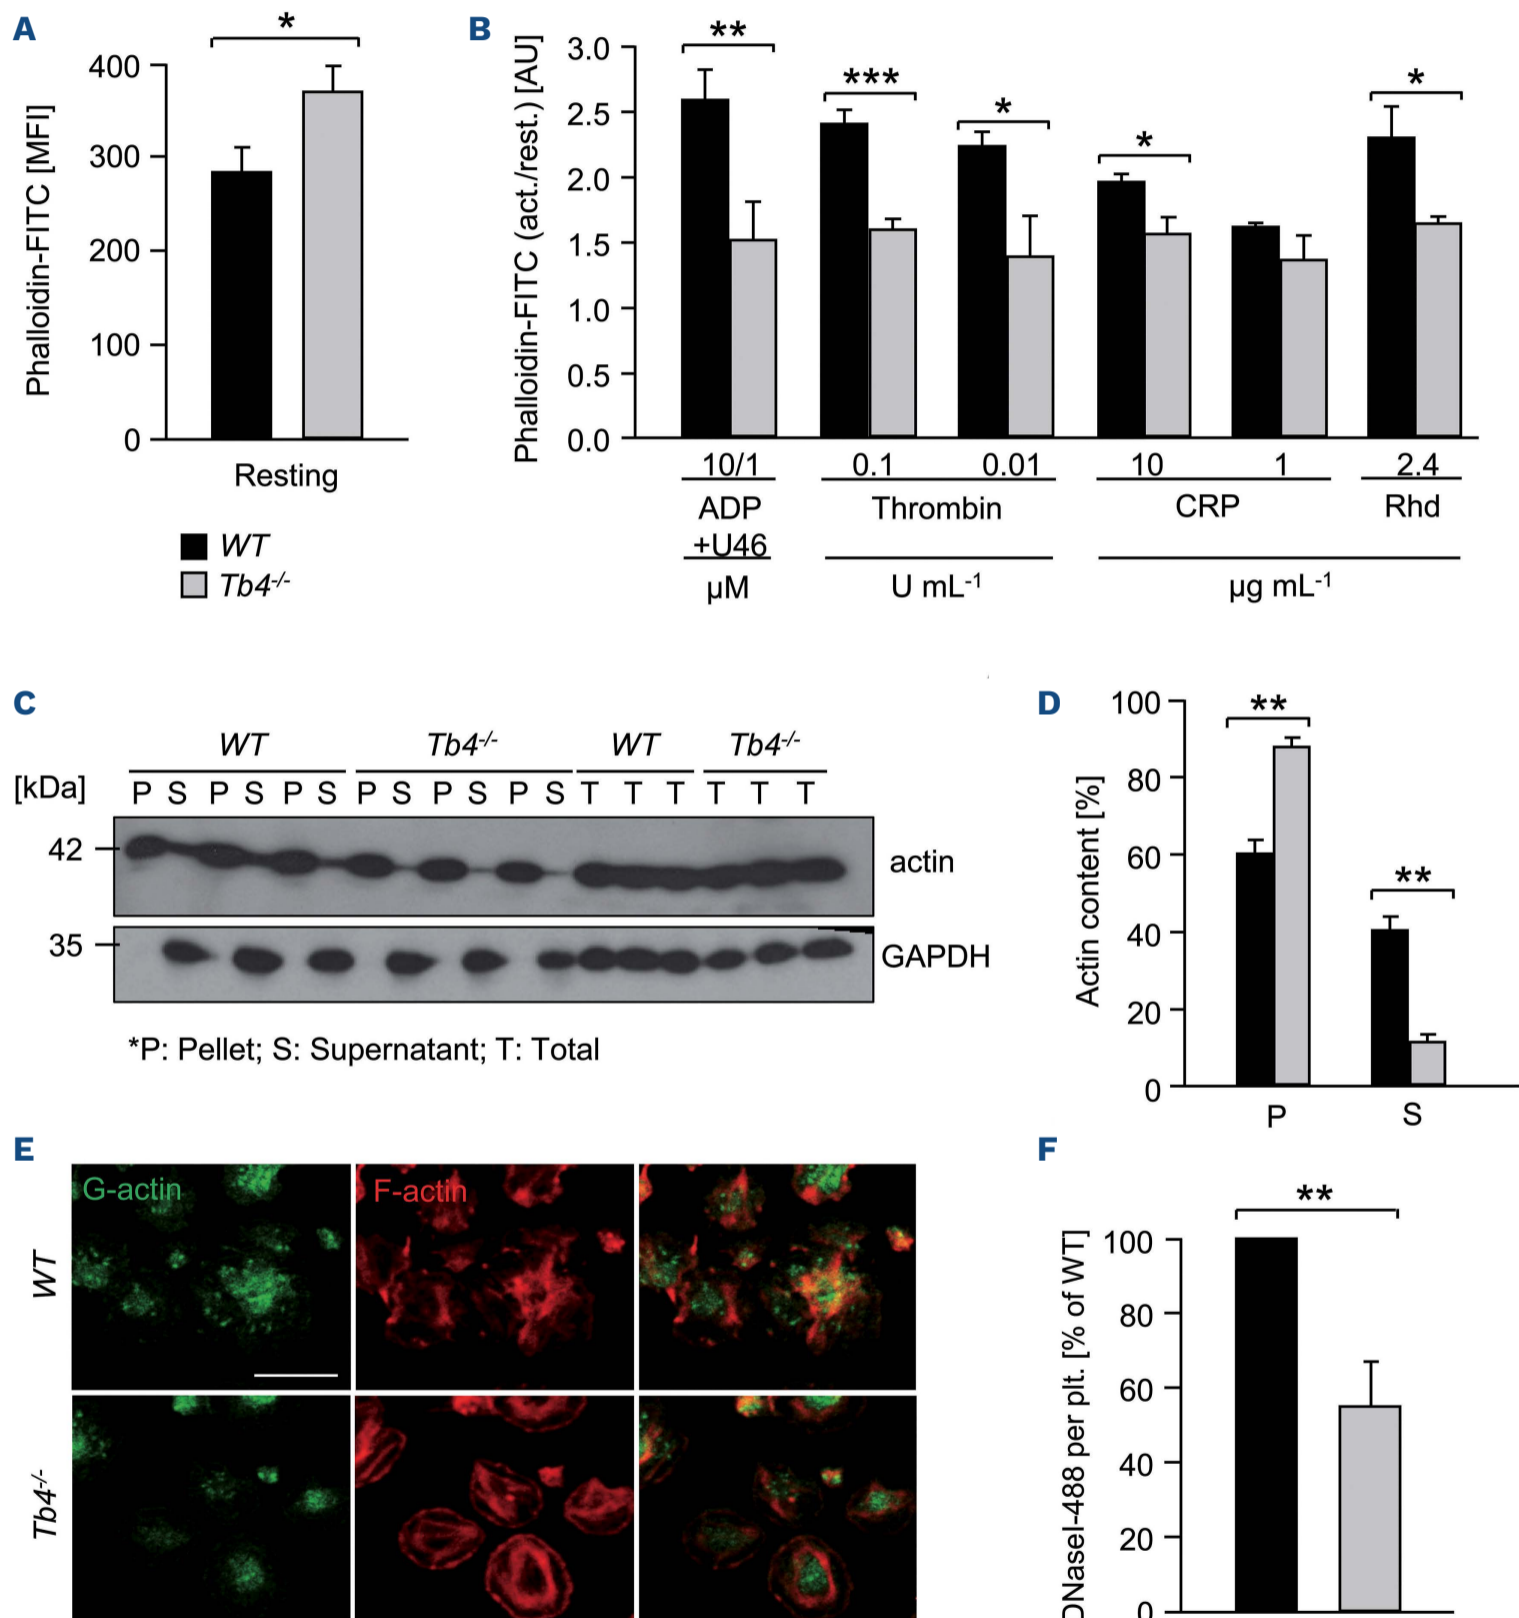 A
*
Phalloidin-FITC [MFI]
400
300
200
100
0
Resting
WT
Tb4-/-
B
Phalloidin-FITC (act./rest.) [AU]
3.0
2.5
2.0
1.5
1.0
0.5
0.0
** *** * * *
10/1 0.1 0.01 10 1 2.4
ADP Thrombin CRP Rhd
+U46
µM U mL-1 µg mL-1
C
WT Tb4-/- WT Tb4-/-
[kDa] P S P S P S P S P S P S T T T T T T
42 actin
35 GAPDH
*P: Pellet; S: Supernatant; T: Total
D
Actin content [%]
100
80
60
40
20
0
** **
P S
E
G-actin F-actin
WT
Tb4-/-
F
**
DNaseI-488 per plt. [% of WT]
100
80
60
40
20
0